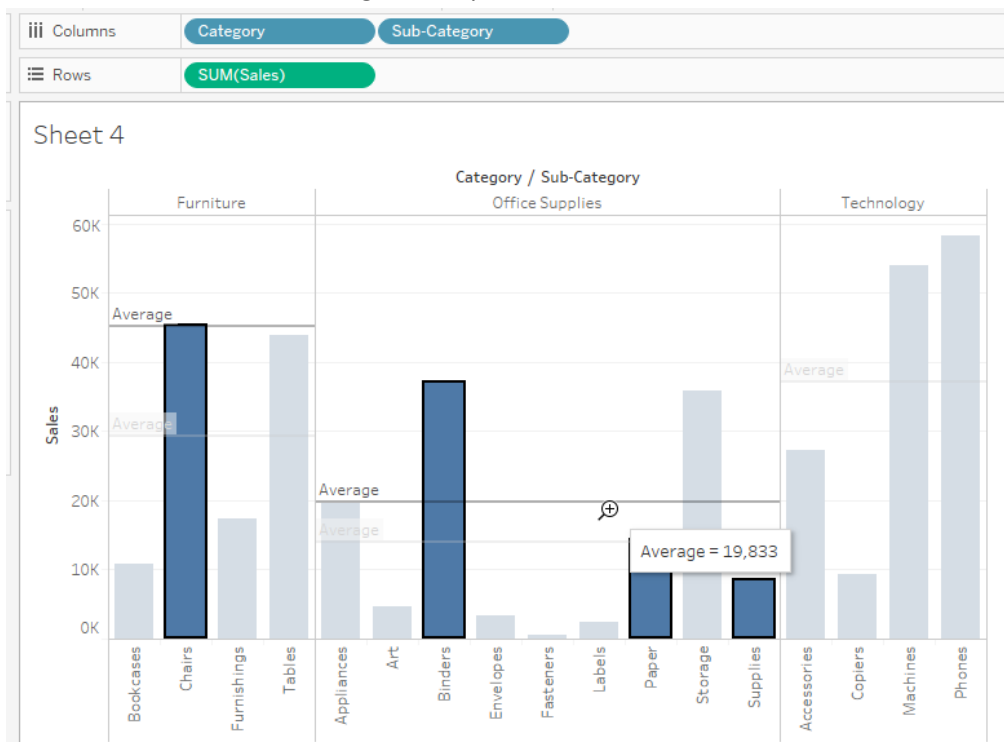 Columns Category Sub-Category
Rows SUM(Sales)
Sheet 4
Category / Sub-Category
Furniture Office Supplies Technology
60K
50K
Average
40K
Average
Sales
30K
Average
20K
Average
Average
Average = 19,833
10K
0K
Bookcases
Chairs
Furnishings
Tables
Appliances
Art
Binders
Envelopes
Fasteners
Labels
Paper
Storage
Supplies
Accessories
Copiers
Machines
Phones